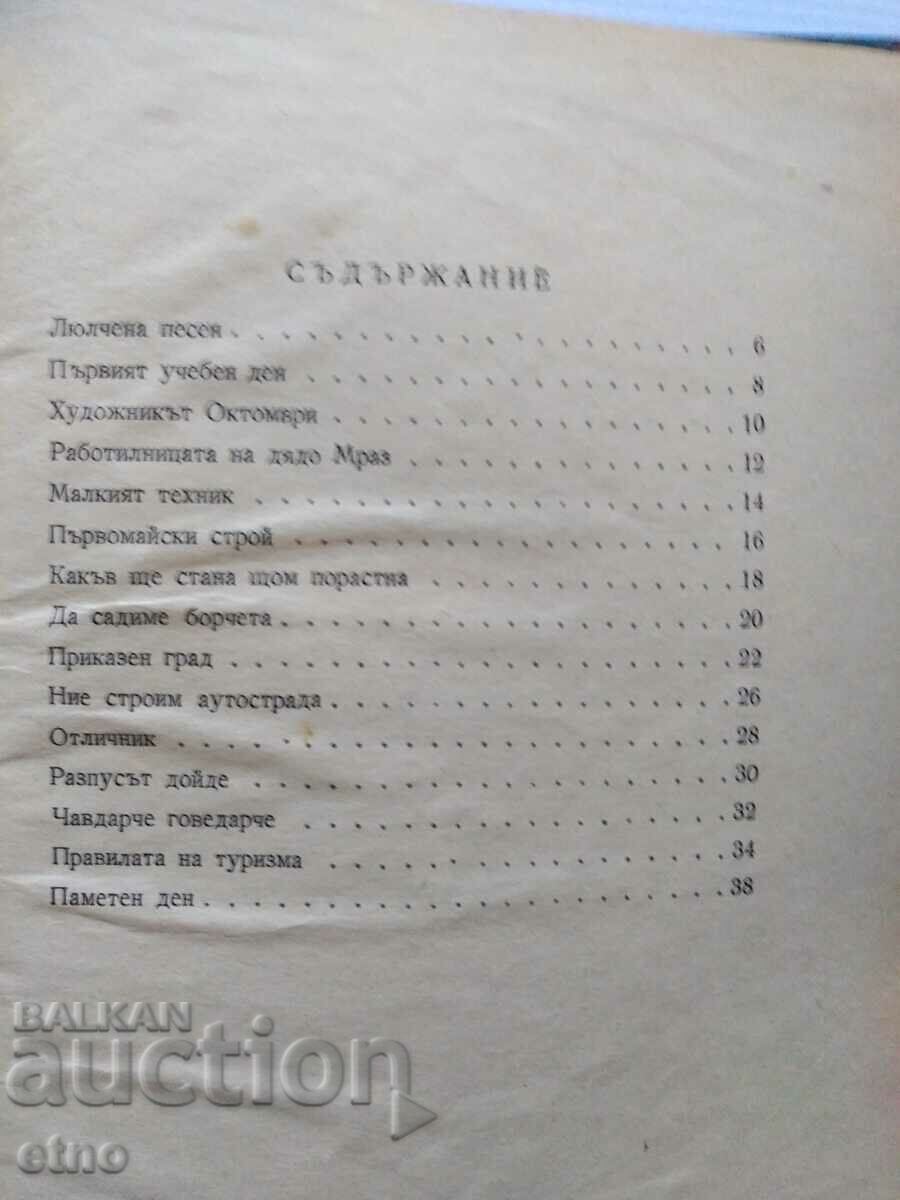 СЪДЪРЖАНИЕ
Люлчена песен . . . . . . . . . . . . . . . . . . 6
Първият учебен ден . . . . . . . . . . . . . . . . 8
Художникът Октомври . . . . . . . . . . . . . . . 10
Работилницата на дядо Мраз . . . . . . . . . . . . 12
Малкият техник . . . . . . . . . . . . . . . . . . 14
Първомайски строй . . . . . . . . . . . . . . . . 16
Какъв ще стана щом порастна . . . . . . . . . . . 18
Да садиме борчета . . . . . . . . . . . . . . . . 20
Приказен град . . . . . . . . . . . . . . . . . . 22
Ние строим аутострада . . . . . . . . . . . . . . 26
Отличник . . . . . . . . . . . . . . . . . . . . 28
Разпусът дойде . . . . . . . . . . . . . . . . . . 30
Чавдарче говедарче . . . . . . . . . . . . . . . . 32
Правилата на туризма . . . . . . . . . . . . . . . 34
Паметен ден . . . . . . . . . . . . . . . . . . . 38
BALKAN
auction
etno